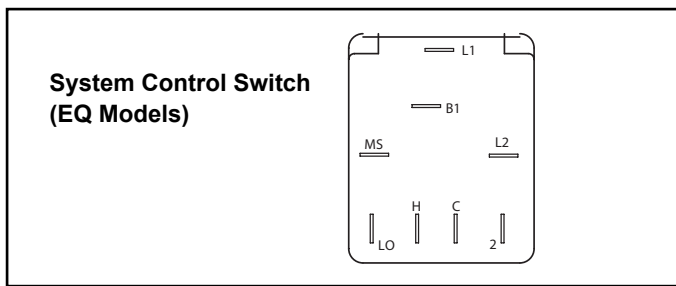 System Control Switch
(EQ Models)
L1
B1
MS
L2
H
C
LO
2